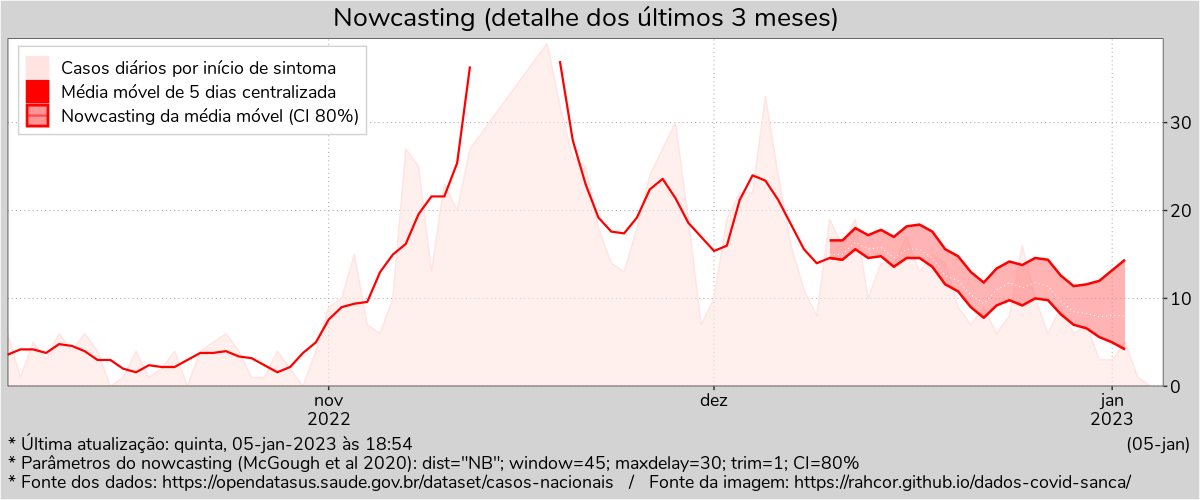 Nowcasting (detalhe dos últimos 3 meses)
Casos diários por início de sintoma
Média móvel de 5 dias centralizada
Nowcasting da média móvel (CI 80%)
30
20
10
0
nov
2022
dez
jan
2023
* Última atualização: quinta, 05-jan-2023 às 18:54
(05-jan)
* Parâmetros do nowcasting (McGough et al 2020): dist="NB"; window=45; maxdelay=30; trim=1; CI=80%
* Fonte dos dados: https://opendatasus.saude.gov.br/dataset/casos-nacionais / Fonte da imagem: https://rahcor.github.io/dados-covid-sanca/